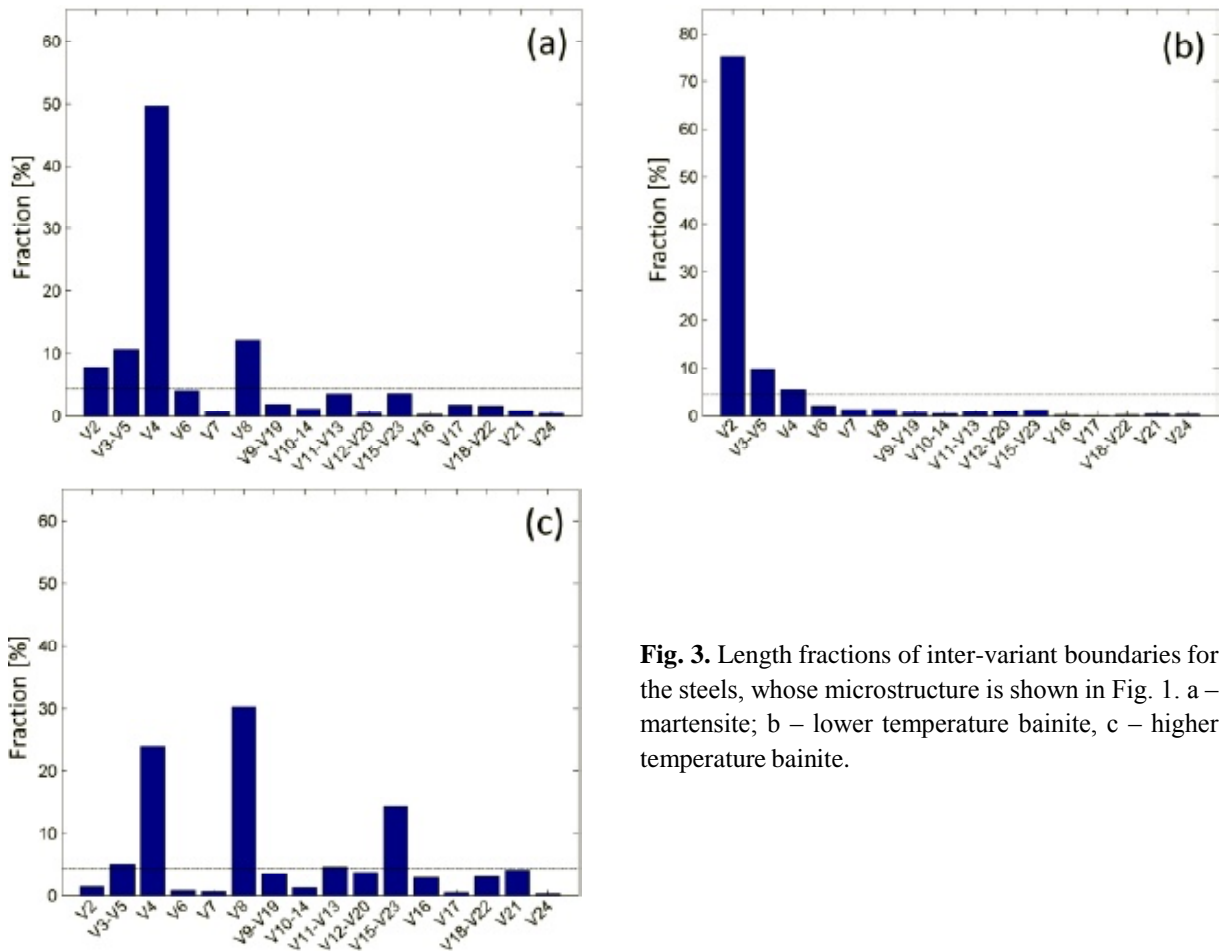 (a)
Fraction [%]
60
50
40
30
20
10
0
V2
V3-V5
V4
V6
V7
V8
V9-V19
V10-14
V11-V13
V12-V20
V15-V23
V16
V17
V18-V22
V21
V24
(b)
Fraction [%]
80
70
60
50
40
30
20
10
0
V2
V3-V5
V4
V6
V7
V8
V9-V19
V10-14
V11-V13
V12-V20
V15-V23
V16
V17
V18-V22
V21
V24
(c)
Fraction [%]
60
50
40
30
20
10
0
V2
V3-V5
V4
V6
V7
V8
V9-V19
V10-14
V11-V13
V12-V20
V15-V23
V16
V17
V18-V22
V21
V24
Fig. 3. Length fractions of inter-variant boundaries for
the steels, whose microstructure is shown in Fig. 1. a –
martensite; b – lower temperature bainite, c – higher
temperature bainite.